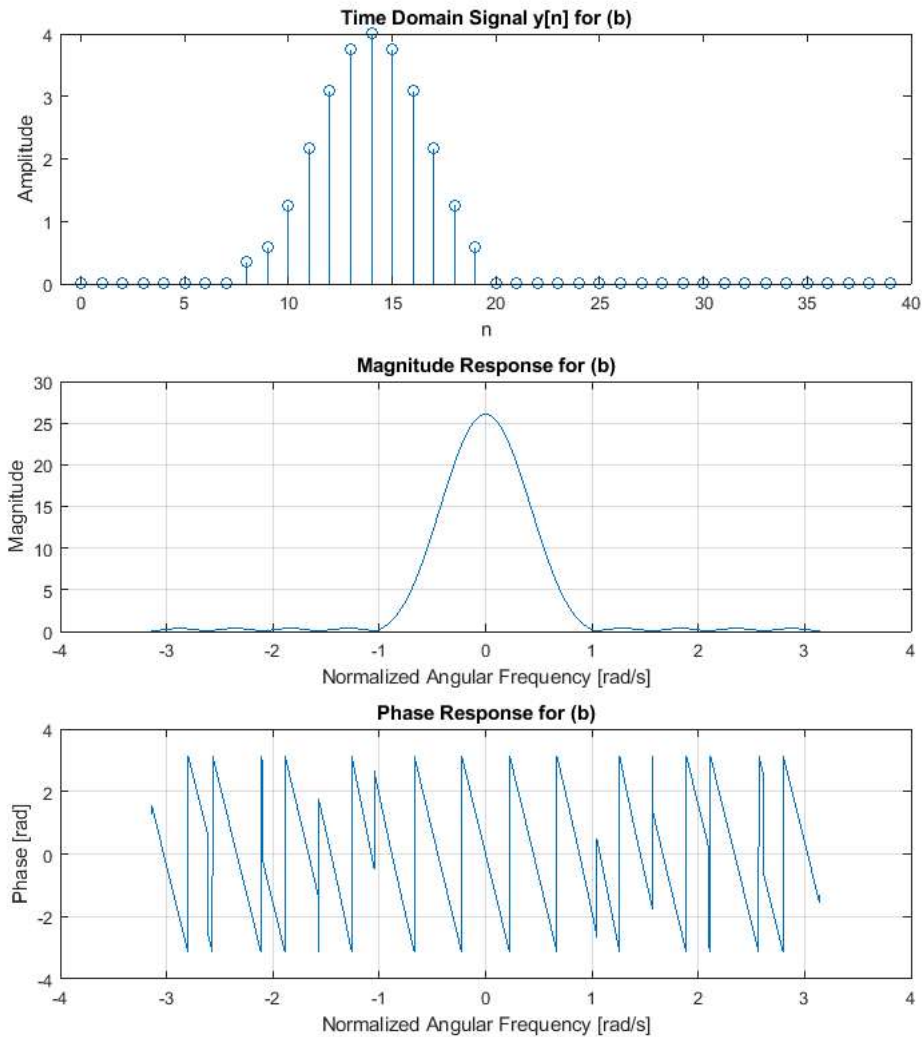 Time Domain Signal y[n] for (b)
4
3
2
1
0
Amplitude
0 5 10 15 20 25 30 35 40
n
Magnitude Response for (b)
30
25
20
15
10
5
0
Magnitude
-4 -3 -2 -1 0 1 2 3 4
Normalized Angular Frequency [rad/s]
Phase Response for (b)
4
2
0
-2
-4
Phase [rad]
-4 -3 -2 -1 0 1 2 3 4
Normalized Angular Frequency [rad/s]